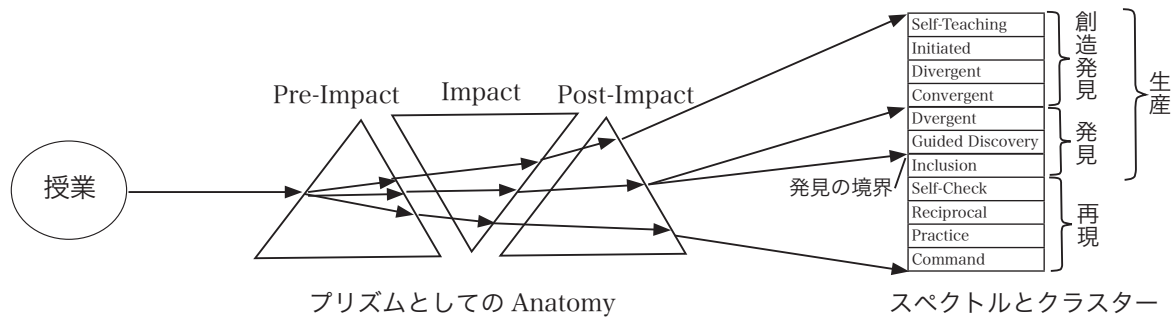 授業
Pre-Impact
Impact
Post-Impact
プリズムとしての Anatomy
Self-Teaching
Initiated
Divergent
Convergent
Dvergent
Guided Discovery
Inclusion
Self-Check
Reciprocal
Practice
Command
発見の境界
創造発見
発見
再現
生産
スペクトルとクラスター